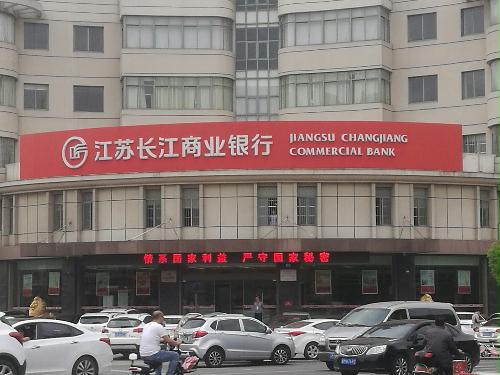 江苏长江商业银行
JIANGSU CHANGJIANG
COMMERCIAL BANK
情系国家利益 严守国家秘密